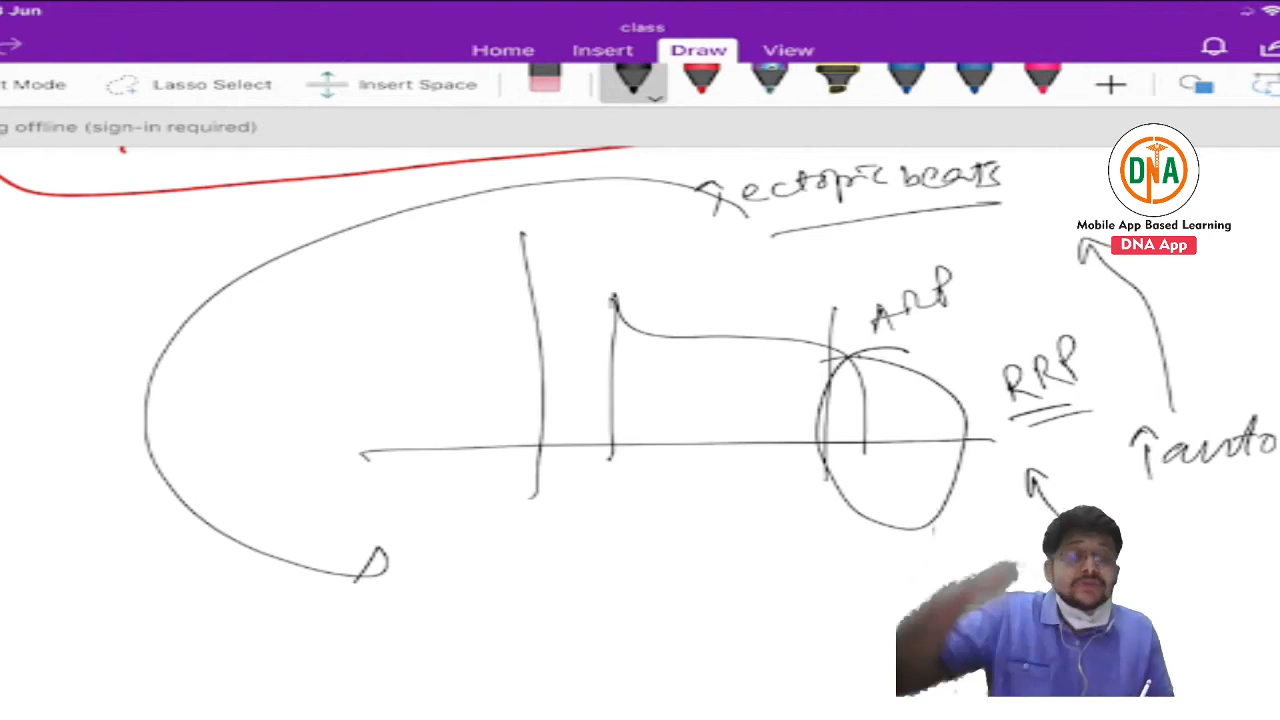 3 Jun
class
Home Insert Draw View
t Mode Lasso Select Insert Space
g offline (sign-in required)
↑ectopic beats
DNA
Mobile App Based Learning
DNA App
ARP
RRP
↑auto